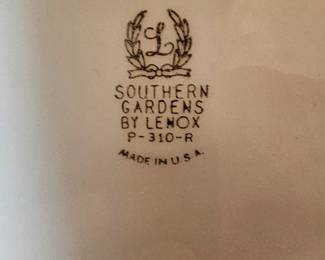 L
SOUTHERN
GARDENS
BY LENOX
P-310-R
MADE IN U.S.A.